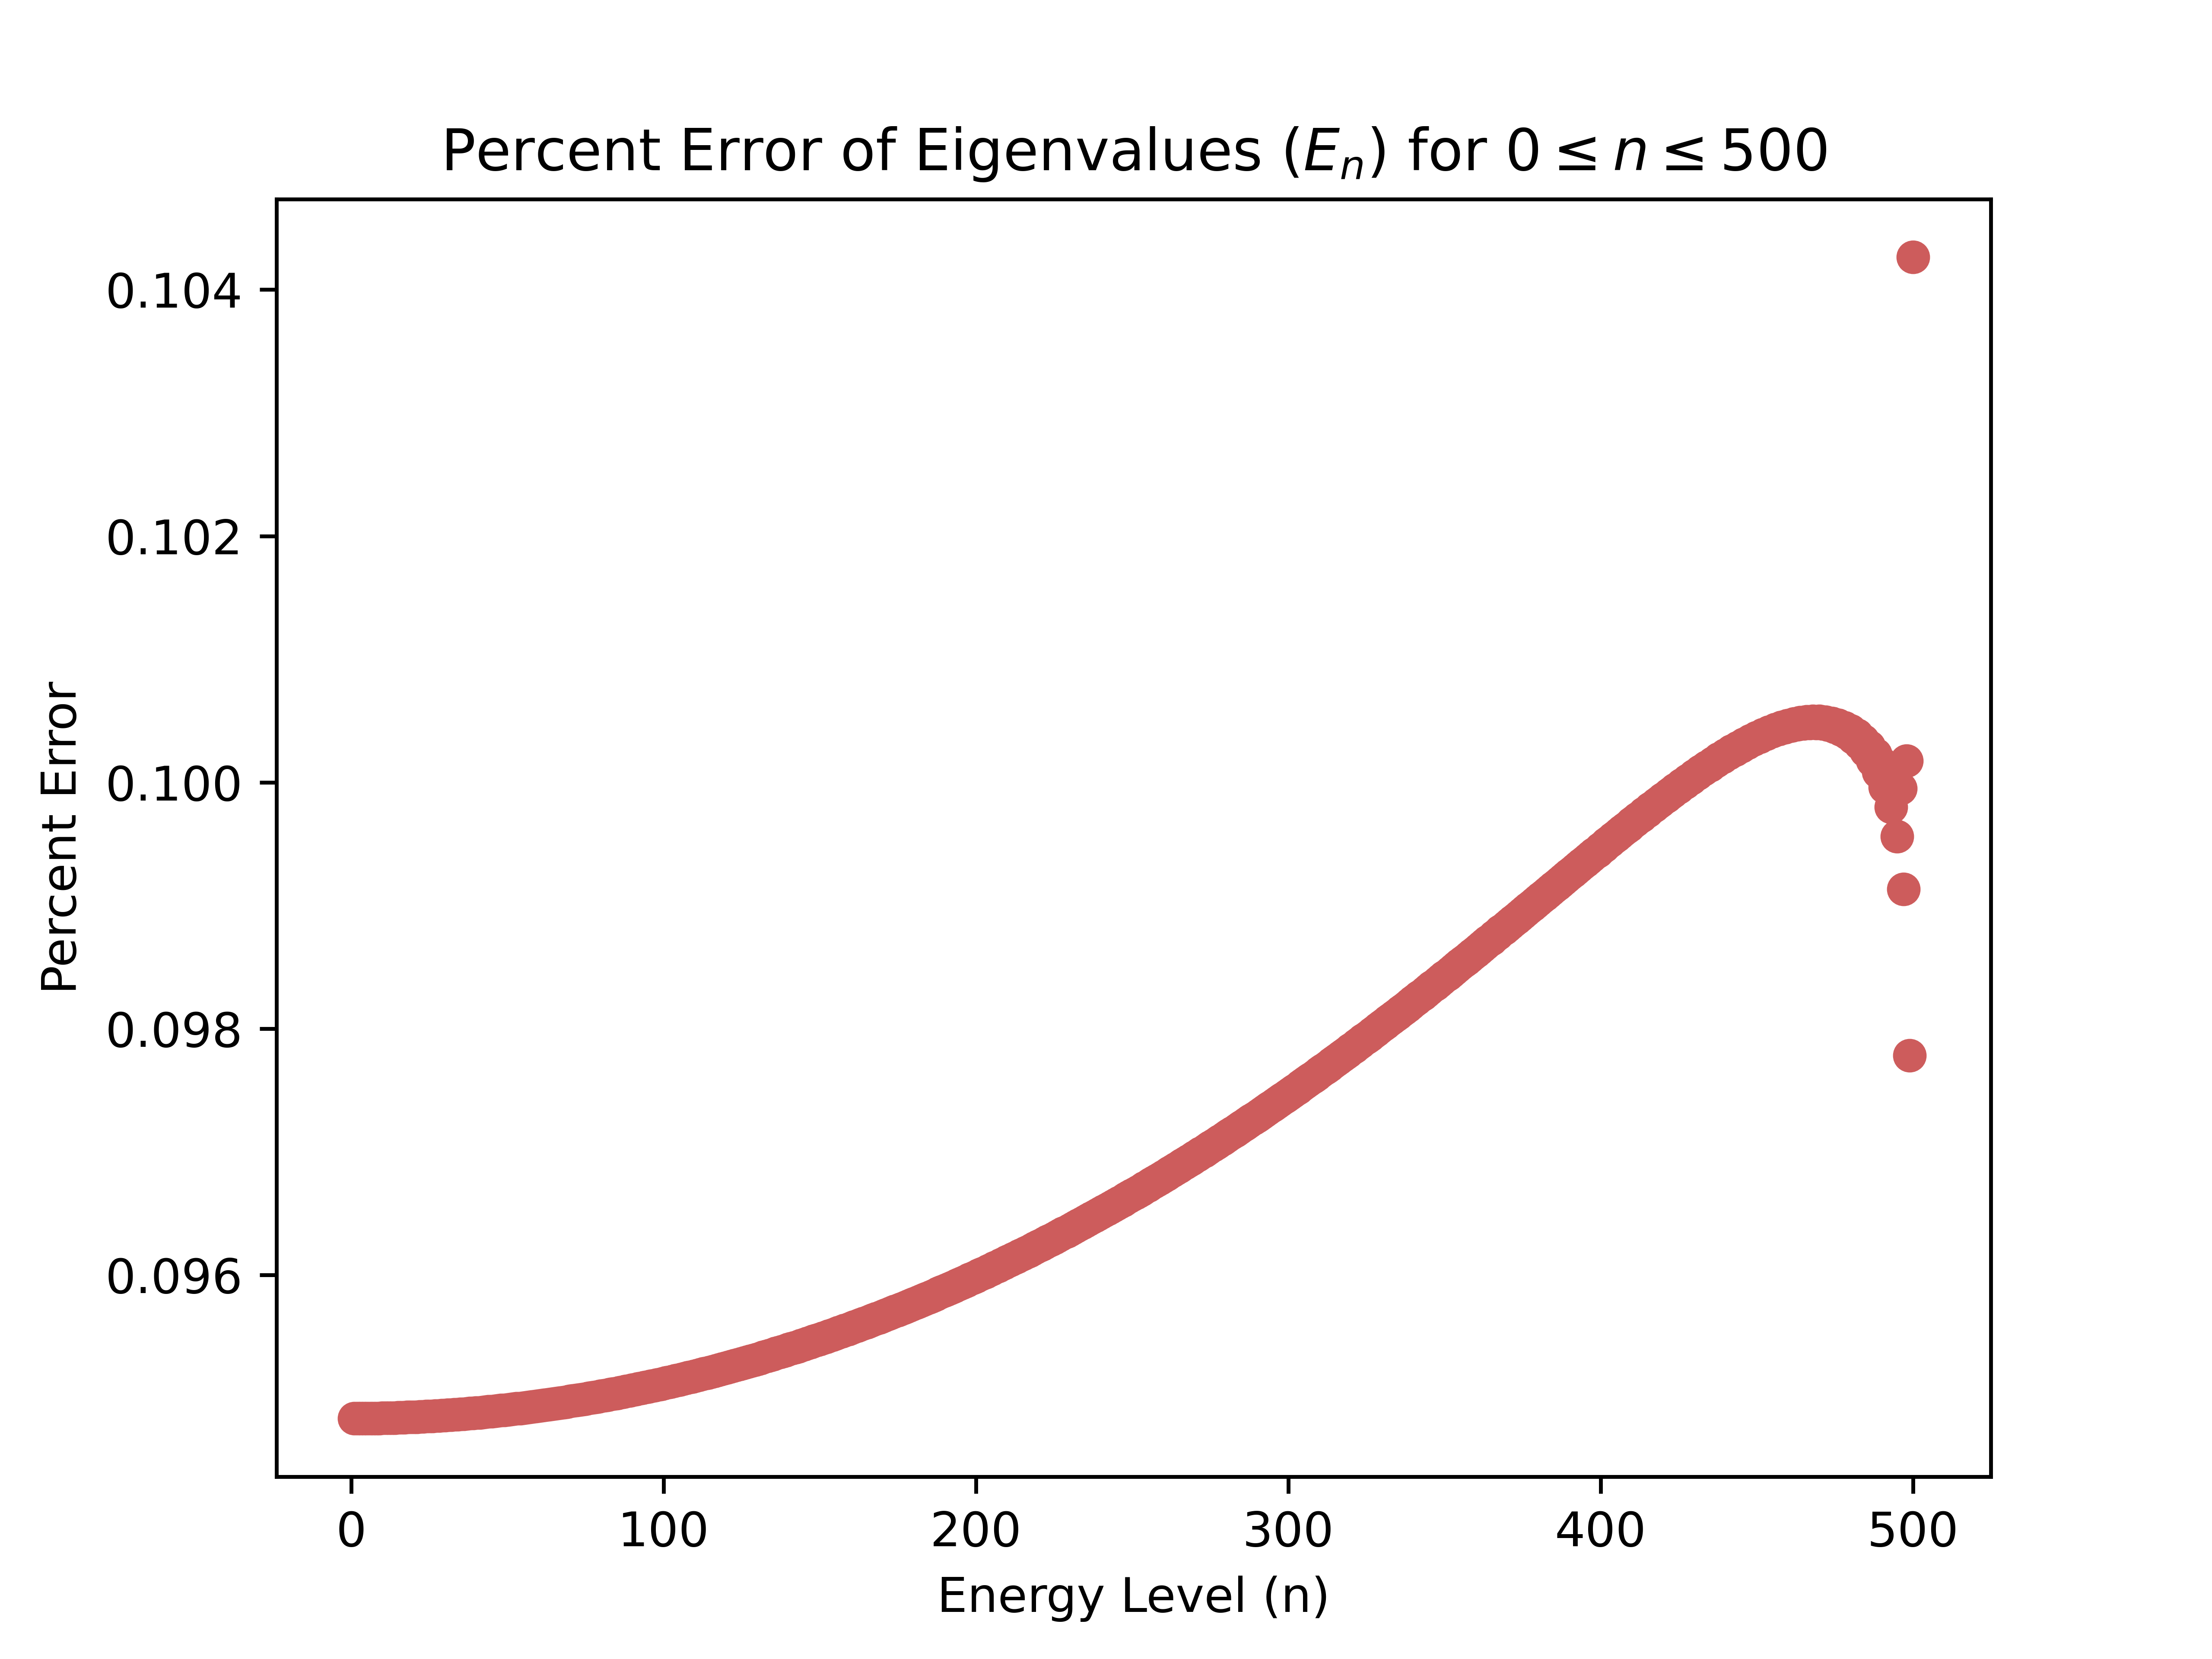 Percent Error of Eigenvalues (Eₙ) for 0 ≤ n ≤ 500
0.104
0.102
0.100
0.098
0.096
Percent Error
0 100 200 300 400 500
Energy Level (n)